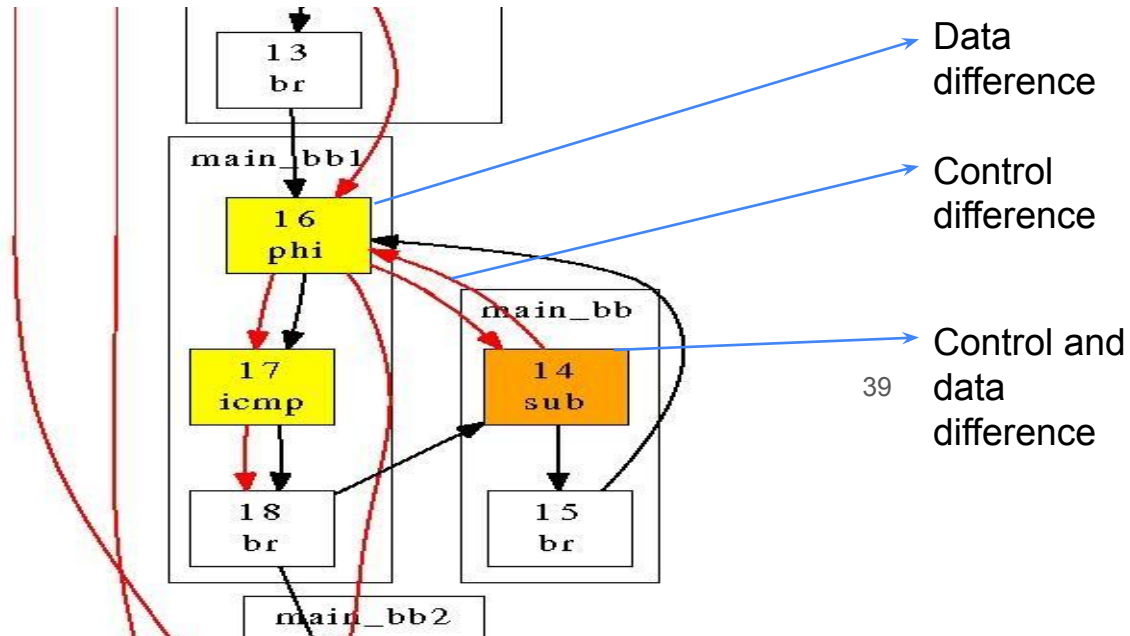 13
br
main_bb1
16
phi
main_bb
17
icmp
14
sub
18
br
15
br
main_bb2
Data
difference
Control
difference
Control and
data
difference
39